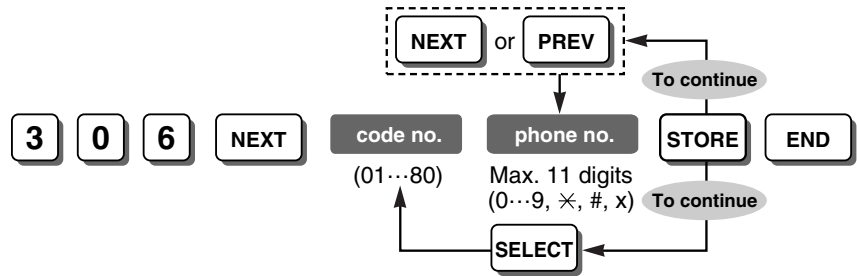 NEXT or PREV
To continue
3 0 6 NEXT code no. phone no. STORE END
(01···80) Max. 11 digits
(0···9, ✳, #, x) To continue
SELECT